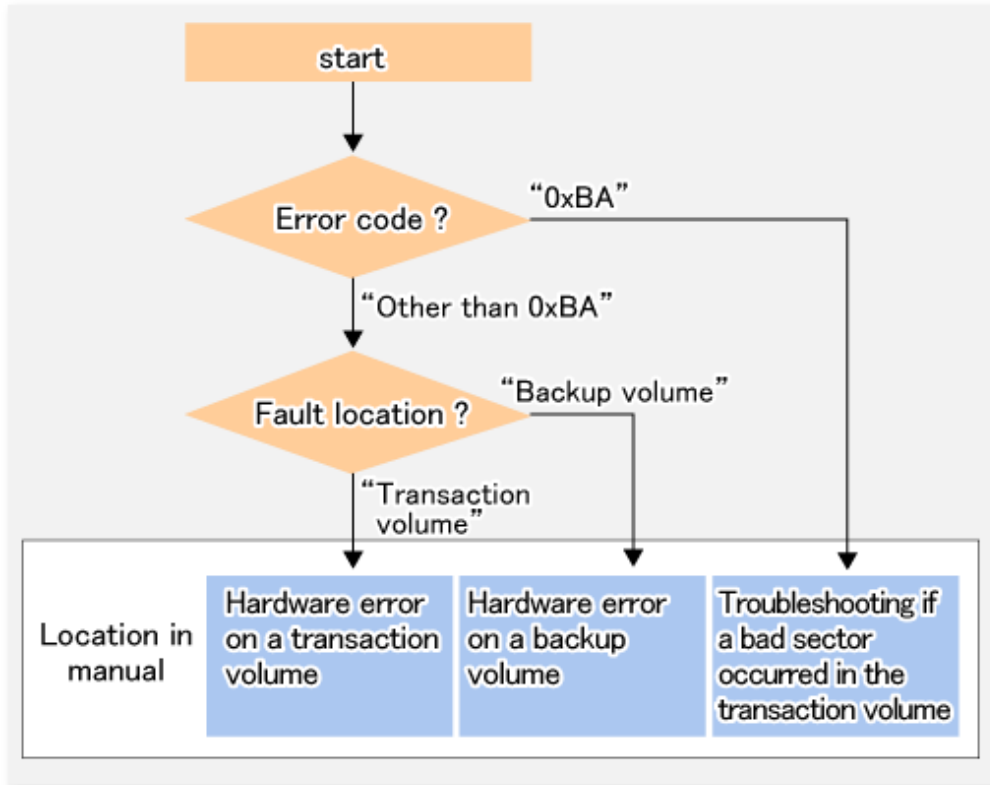 start
Error code ?
“0xBA”
“Other than 0xBA”
Fault location ?
“Backup volume”
“Transaction
volume”
Location in
manual
Hardware error
on a transaction
volume
Hardware error
on a backup
volume
Troubleshooting if
a bad sector
occurred in the
transaction volume